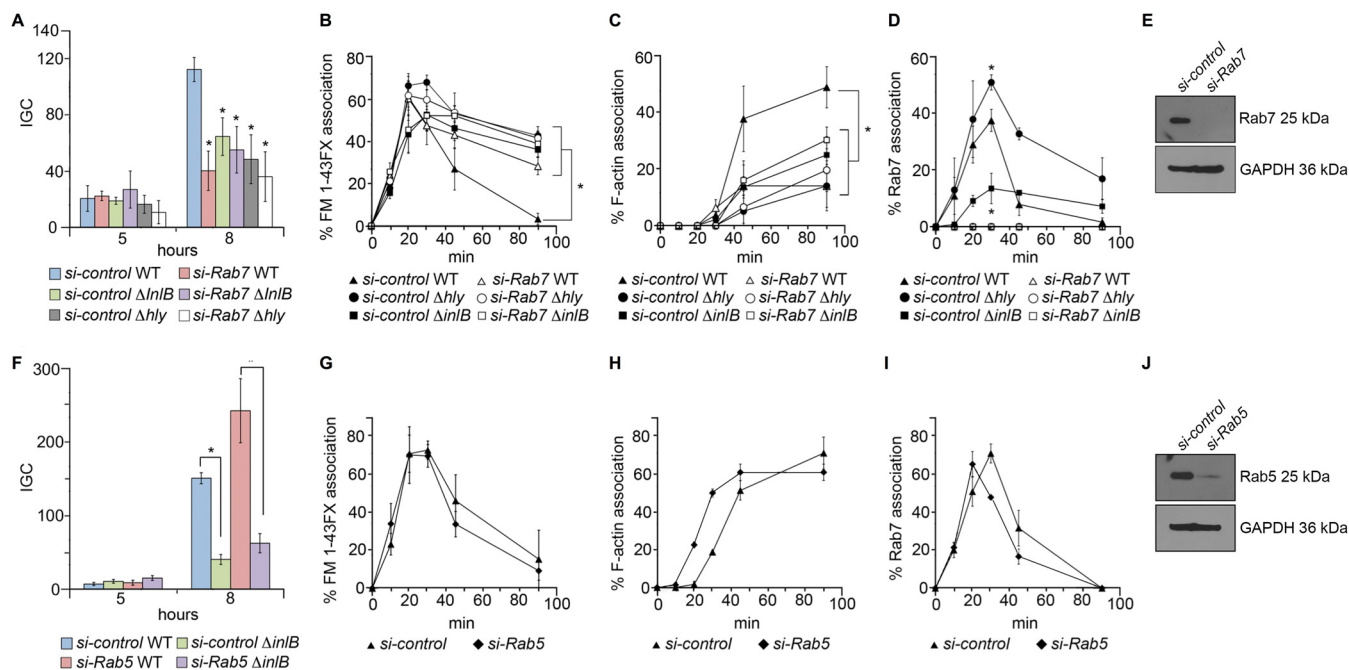 A
IGC
140
120
80
40
0
5
8
hours
si-control WT
si-Rab7 WT
si-control ΔInlB
si-Rab7 ΔInlB
si-control Δhly
si-Rab7 Δhly
* * * * *
B
% FM 1-43FX association
80
60
40
20
0
0 20 40 60 80 100
min
*
si-control WT
si-Rab7 WT
si-control Δhly
si-Rab7 Δhly
si-control ΔinlB
si-Rab7 ΔinlB
C
% F-actin association
60
40
20
0
0 20 40 60 80 100
min
*
si-control WT
si-Rab7 WT
si-control Δhly
si-Rab7 Δhly
si-control ΔinlB
si-Rab7 ΔinlB
D
% Rab7 association
60
40
20
0
0 20 40 60 80 100
min
*
*
si-control WT
si-Rab7 WT
si-control Δhly
si-Rab7 Δhly
si-control ΔinlB
si-Rab7 ΔinlB
E
si-control
si-Rab7
Rab7 25 kDa
GAPDH 36 kDa
F
IGC
300
200
150
100
0
5
8
hours
*
si-control WT
si-control ΔinlB
si-Rab5 WT
si-Rab5 ΔinlB
G
% FM 1-43FX association
80
60
40
20
0
0 20 40 60 80 100
min
si-control
si-Rab5
H
% F-actin association
80
60
40
20
0
0 20 40 60 80 100
min
si-control
si-Rab5
I
% Rab7 association
80
60
40
20
0
0 20 40 60 80 100
min
si-control
si-Rab5
J
si-control
si-Rab5
Rab5 25 kDa
GAPDH 36 kDa